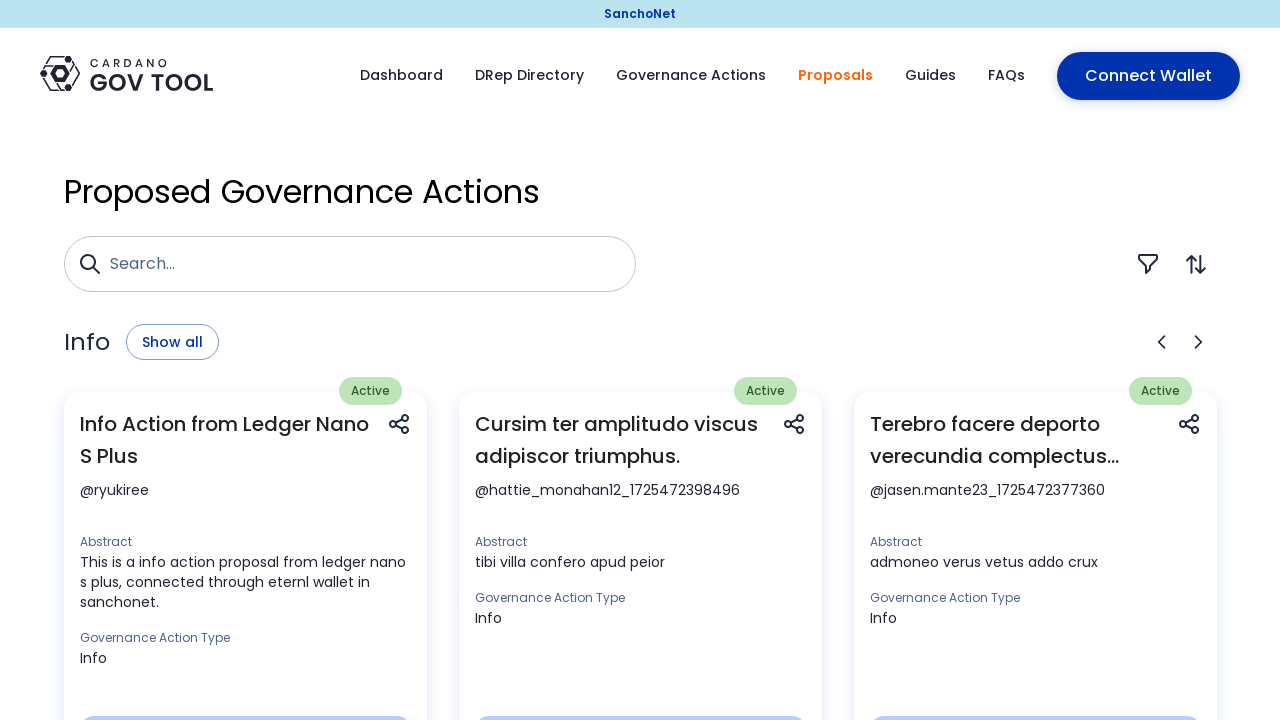 SanchoNet
CARDANO
GOV TOOL
Dashboard
DRep Directory
Governance Actions
Proposals
Guides
FAQs
Connect Wallet
Proposed Governance Actions
Search...
Info
Show all
Active
Info Action from Ledger Nano
S Plus
@ryukiree
Abstract
This is a info action proposal from ledger nano
s plus, connected through eternl wallet in
sanchonet.
Governance Action Type
Info
Active
Cursim ter amplitudo viscus
adipiscor triumphus.
@hattie_monahan12_1725472398496
Abstract
tibi villa confero apud peior
Governance Action Type
Info
Active
Terebro facere deporto
verecundia complectus...
@jasen.mante23_1725472377360
Abstract
admoneo verus vetus addo crux
Governance Action Type
Info